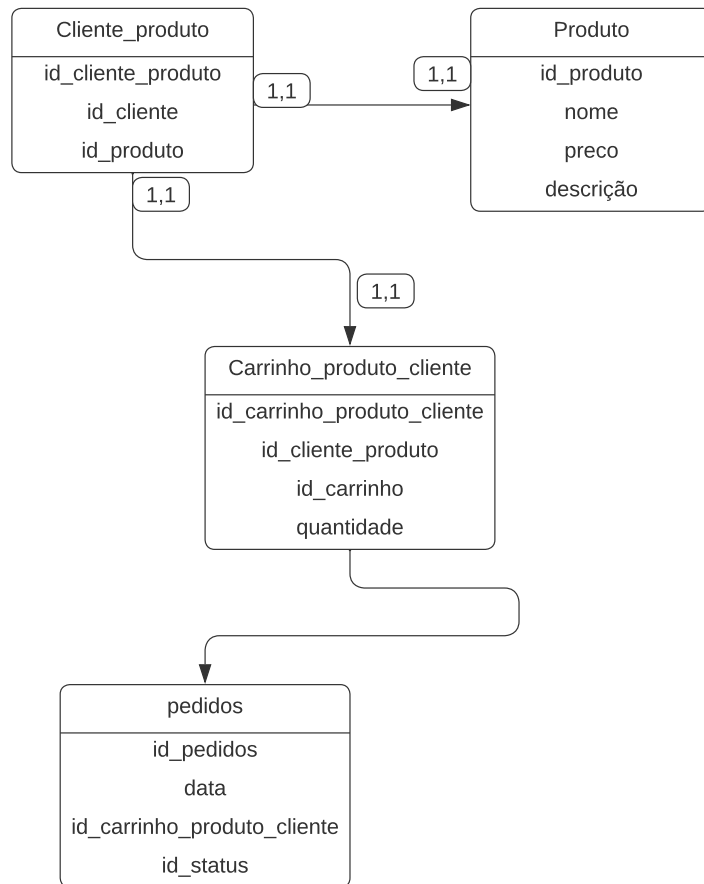 Cliente_produto
id_cliente_produto
id_cliente
id_produto
1,1
1,1
Produto
id_produto
nome
preco
descrição
1,1
1,1
Carrinho_produto_cliente
id_carrinho_produto_cliente
id_cliente_produto
id_carrinho
quantidade
pedidos
id_pedidos
data
id_carrinho_produto_cliente
id_status